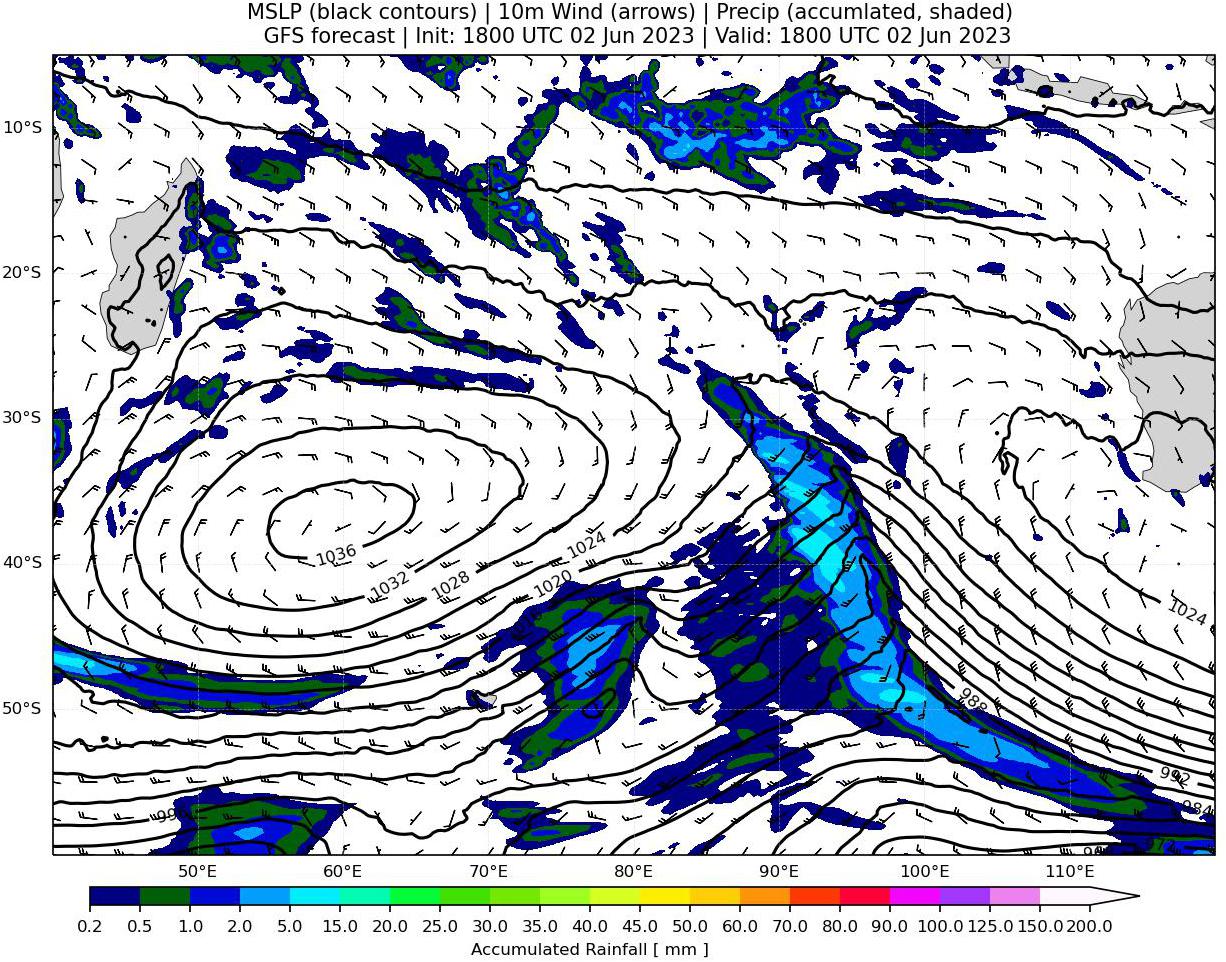 MSLP (black contours) | 10m Wind (arrows) | Precip (accumlated, shaded)
GFS forecast | Init: 1800 UTC 02 Jun 2023 | Valid: 1800 UTC 02 Jun 2023
10°S
20°S
30°S
40°S
50°S
1036
1032
1028
1024
1020
1024
988
992
984
50°E
60°E
70°E
80°E
90°E
100°E
110°E
0.2 0.5 1.0 2.0 5.0 10.0 15.0 20.0 25.0 30.0 35.0 40.0 45.0 50.0 60.0 70.0 80.0 90.0 100.0 125.0 150.0 200.0
Accumulated Rainfall [ mm ]